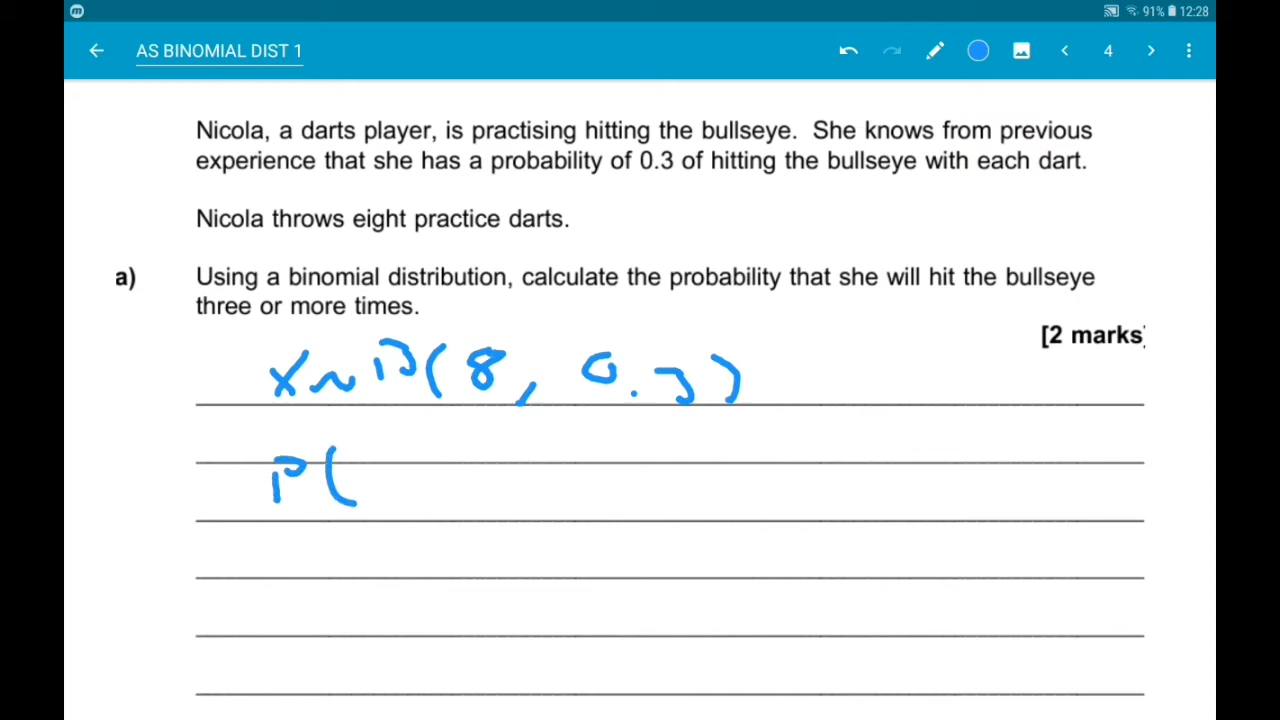 91% 12:28
AS BINOMIAL DIST 1
4
Nicola, a darts player, is practising hitting the bullseye. She knows from previous
experience that she has a probability of 0.3 of hitting the bullseye with each dart.
Nicola throws eight practice darts.
a) Using a binomial distribution, calculate the probability that she will hit the bullseye
three or more times.
[2 marks]
X~B(8, 0.3)
P(